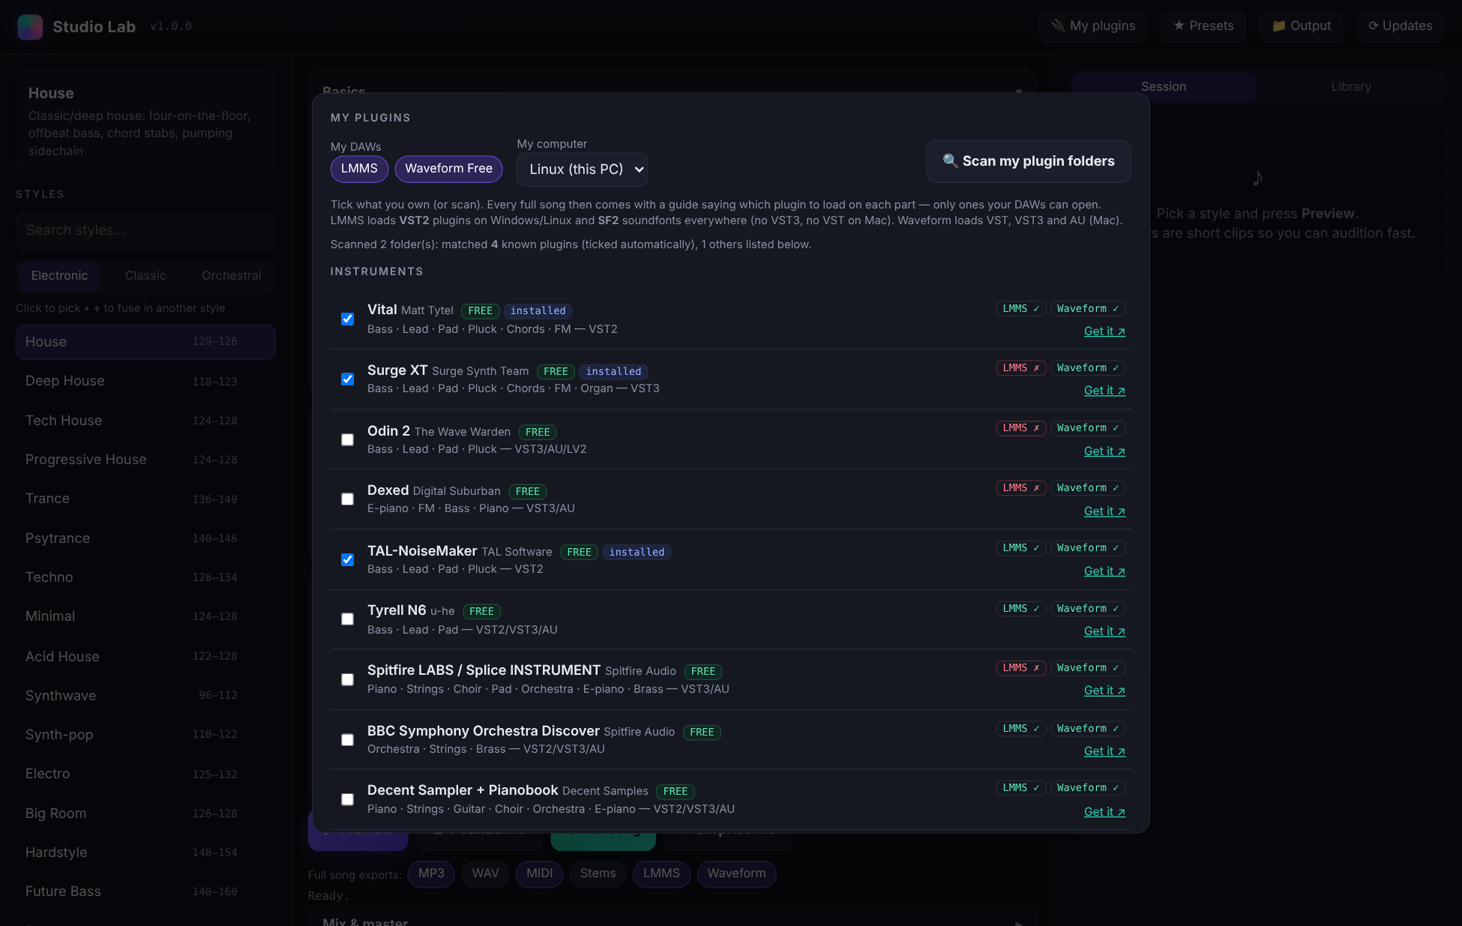 Studio Lab v1.0.0
🔌 My plugins
★ Presets
📁 Output
⟳ Updates
House
Classic/deep house: four-on-the-floor,
offbeat bass, chord stabs, pumping
sidechain
STYLES
Search styles...
Electronic Classic Orchestral
Click to pick • + to fuse in another style
House 120–126
Deep House 118–123
Tech House 124–128
Progressive House 124–128
Trance 136–140
Psytrance 140–146
Techno 128–134
Minimal 124–128
Acid House 122–128
Synthwave 96–112
Synth-pop 110–122
Electro 125–132
Big Room 126–128
Hardstyle 148–154
Future Bass 140–160
Basics
MY PLUGINS
My DAWs
LMMS Waveform Free
My computer
Linux (this PC)
🔍 Scan my plugin folders
Tick what you own (or scan). Every full song then comes with a guide saying which plugin to load on each part — only ones your DAWs can open.
LMMS loads VST2 plugins on Windows/Linux and SF2 soundfonts everywhere (no VST3, no VST on Mac). Waveform loads VST, VST3 and AU (Mac).
Scanned 2 folder(s): matched 4 known plugins (ticked automatically), 1 others listed below.
INSTRUMENTS
Vital Matt Tytel FREE installed LMMS ✓ Waveform ✓
Bass · Lead · Pad · Pluck · Chords · FM — VST2 Get it ↗
Surge XT Surge Synth Team FREE installed LMMS ✗ Waveform ✓
Bass · Lead · Pad · Pluck · Chords · FM · Organ — VST3 Get it ↗
Odin 2 The Wave Warden FREE LMMS ✗ Waveform ✓
Bass · Lead · Pad · Pluck — VST3/AU/LV2 Get it ↗
Dexed Digital Suburban FREE LMMS ✗ Waveform ✓
E-piano · FM · Bass · Piano — VST3/AU Get it ↗
TAL-NoiseMaker TAL Software FREE installed LMMS ✓ Waveform ✓
Bass · Lead · Pad · Pluck — VST2 Get it ↗
Tyrell N6 u-he FREE LMMS ✓ Waveform ✓
Bass · Lead · Pad — VST2/VST3/AU Get it ↗
Spitfire LABS / Splice INSTRUMENT Spitfire Audio FREE LMMS ✗ Waveform ✓
Piano · Strings · Choir · Pad · Orchestra · E-piano · Brass — VST3/AU Get it ↗
BBC Symphony Orchestra Discover Spitfire Audio FREE LMMS ✓ Waveform ✓
Orchestra · Strings · Brass — VST2/VST3/AU Get it ↗
Decent Sampler + Pianobook Decent Samples FREE LMMS ✓ Waveform ✓
Piano · Strings · Guitar · Choir · Orchestra · E-piano — VST2/VST3/AU Get it ↗
Full song exports: MP3 WAV MIDI Stems LMMS Waveform
Ready.
Mix & master
Session Library
♪
Pick a style and press Preview.
s are short clips so you can audition fast.